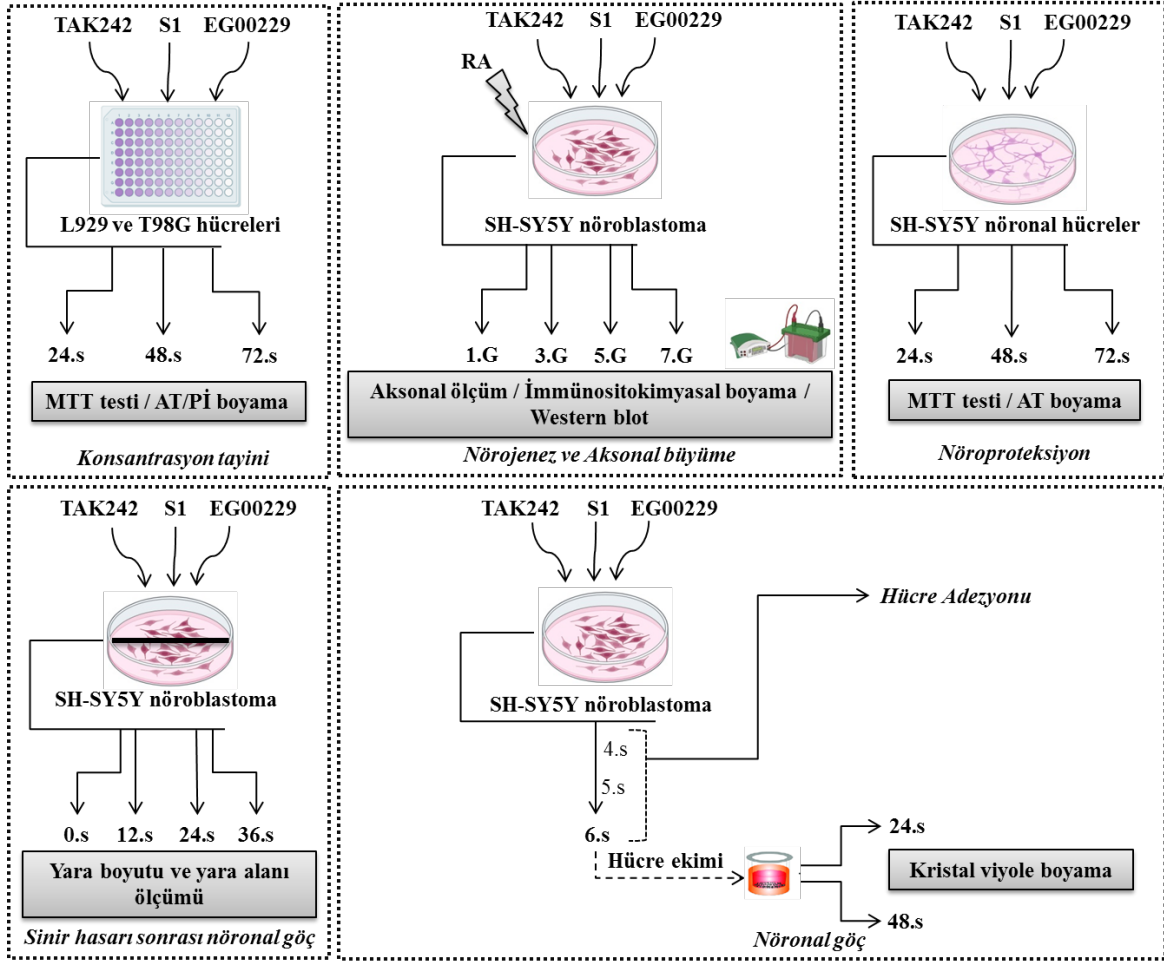 TAK242 S1 EG00229
L929 ve T98G hücreleri
24.s 48.s 72.s
MTT testi / AT/Pİ boyama
Konsantrasyon tayini
TAK242 S1 EG00229
RA
SH-SY5Y nöroblastoma
1.G 3.G 5.G 7.G
Aksonal ölçüm / İmmünositokimyasal boyama /
Western blot
Nörojenez ve Aksonal büyüme
TAK242 S1 EG00229
SH-SY5Y nöronal hücreler
24.s 48.s 72.s
MTT testi / AT boyama
Nöroproteksiyon
TAK242 S1 EG00229
SH-SY5Y nöroblastoma
0.s 12.s 24.s 36.s
Yara boyutu ve yara alanı
ölçümü
Sinir hasarı sonrası nöronal göç
TAK242 S1 EG00229
Hücre Adezyonu
SH-SY5Y nöroblastoma
4.s
5.s
6.s
Hücre ekimi
24.s
Kristal viyole boyama
48.s
Nöronal göç